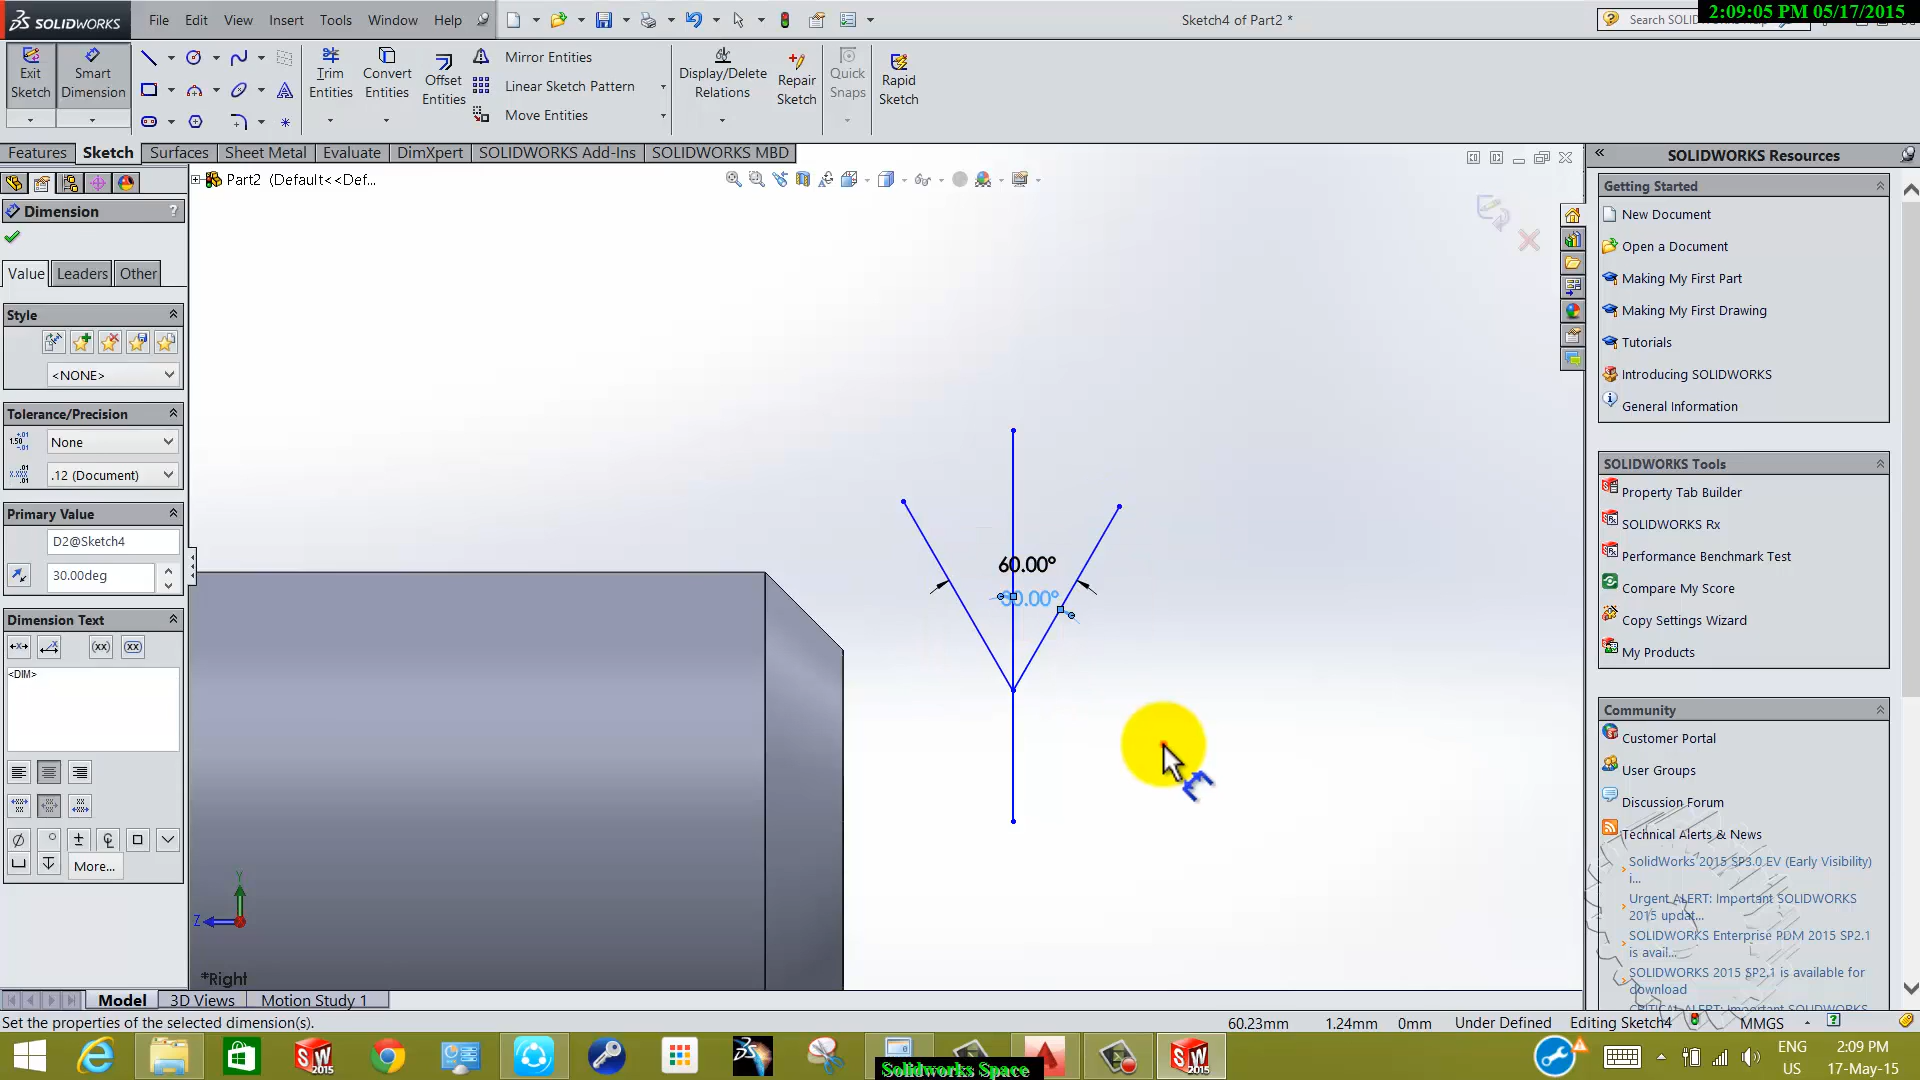 SOLIDWORKS
File Edit View Insert Tools Window Help
Sketch4 of Part2 *
2:09:05 PM 05/17/2015
Exit Sketch
Smart Dimension
Trim Entities
Convert Entities
Offset Entities
Mirror Entities
Linear Sketch Pattern
Move Entities
Display/Delete Relations
Repair Sketch
Quick Snaps
Rapid Sketch
Features Sketch Surfaces Sheet Metal Evaluate DimXpert SOLIDWORKS Add-Ins SOLIDWORKS MBD
Part2 (Default<<Def...
Dimension ?
Value Leaders Other
Style
<NONE>
Tolerance/Precision
None
.12 (Document)
Primary Value
D2@Sketch4
30.00deg
Dimension Text
<DIM>
More...
60.00°
30.00°
Y
Z
*Right
SOLIDWORKS Resources
Getting Started
New Document
Open a Document
Making My First Part
Making My First Drawing
Tutorials
Introducing SOLIDWORKS
General Information
SOLIDWORKS Tools
Property Tab Builder
SOLIDWORKS Rx
Performance Benchmark Test
Compare My Score
Copy Settings Wizard
My Products
Community
Customer Portal
User Groups
Discussion Forum
Technical Alerts & News
SolidWorks 2015 SP3.0 EV (Early Visibility)
i...
Urgent ALERT: Important SOLIDWORKS
2015 updat...
SOLIDWORKS Enterprise PDM 2015 SP2.1
is avail...
SOLIDWORKS 2015 SP2.1 is available for
download
CRITICAL ALERT: Important SOLIDWORKS
Model 3D Views Motion Study 1
Set the properties of the selected dimension(s).
60.23mm 1.24mm 0mm Under Defined Editing Sketch4 MMGS
Solidworks Space
ENG
US
2:09 PM
17-May-15